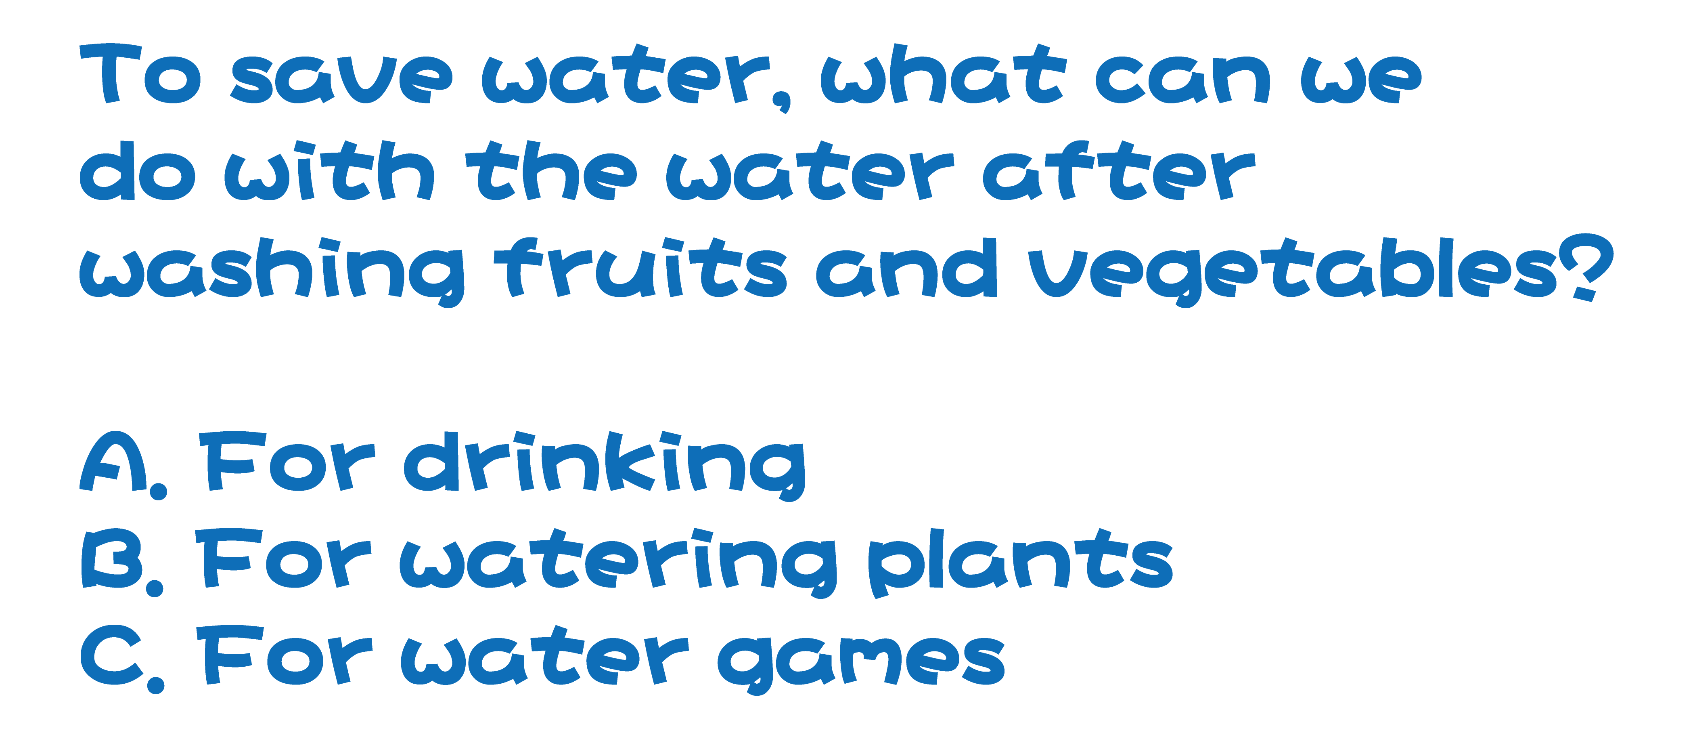 To save water, what can we
do with the water after
washing fruits and vegetables?
A. For drinking
B. For watering plants
C. For water games